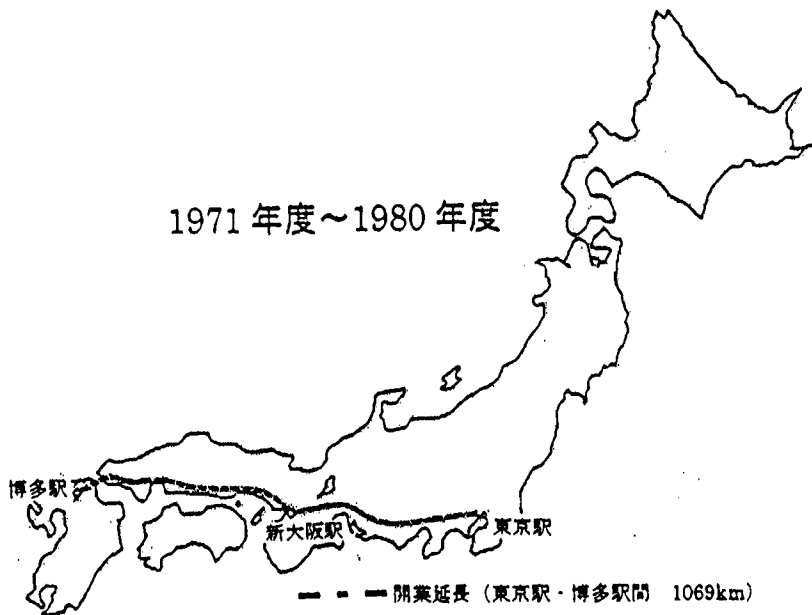 1971 年度～1980 年度
博多駅
新大阪駅
東京駅
開業延長（東京駅・博多駅間　1069km）